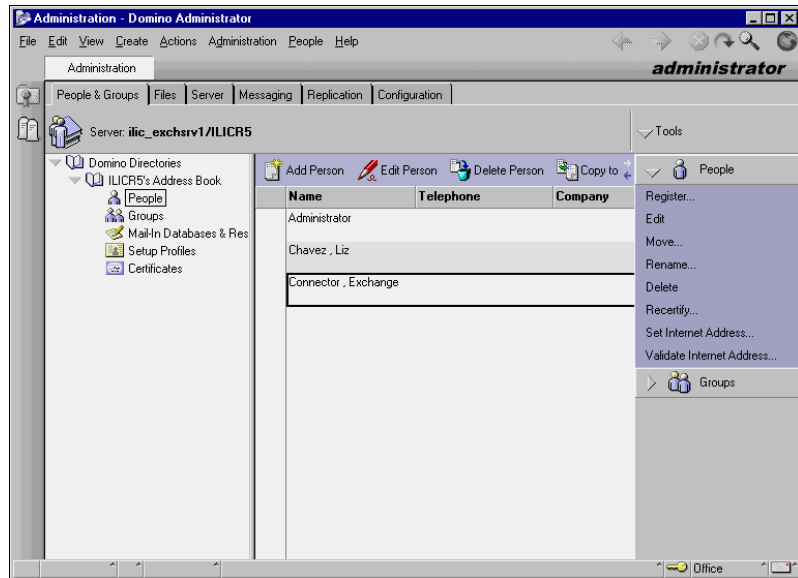 Administration - Domino Administrator
File Edit View Create Actions Administration People Help
Administration
administrator
People & Groups Files Server Messaging Replication Configuration
Server: ilic_exchsrv1/ILICR5
Tools
Domino Directories
ILICR5's Address Book
People
Groups
Mail-In Databases & Res
Setup Profiles
Certificates
Add Person Edit Person Delete Person Copy to
Name Telephone Company
Administrator
Chavez , Liz
Connector , Exchange
People
Register...
Edit
Move...
Rename...
Delete
Recertify...
Set Internet Address...
Validate Internet Address...
Groups
Office